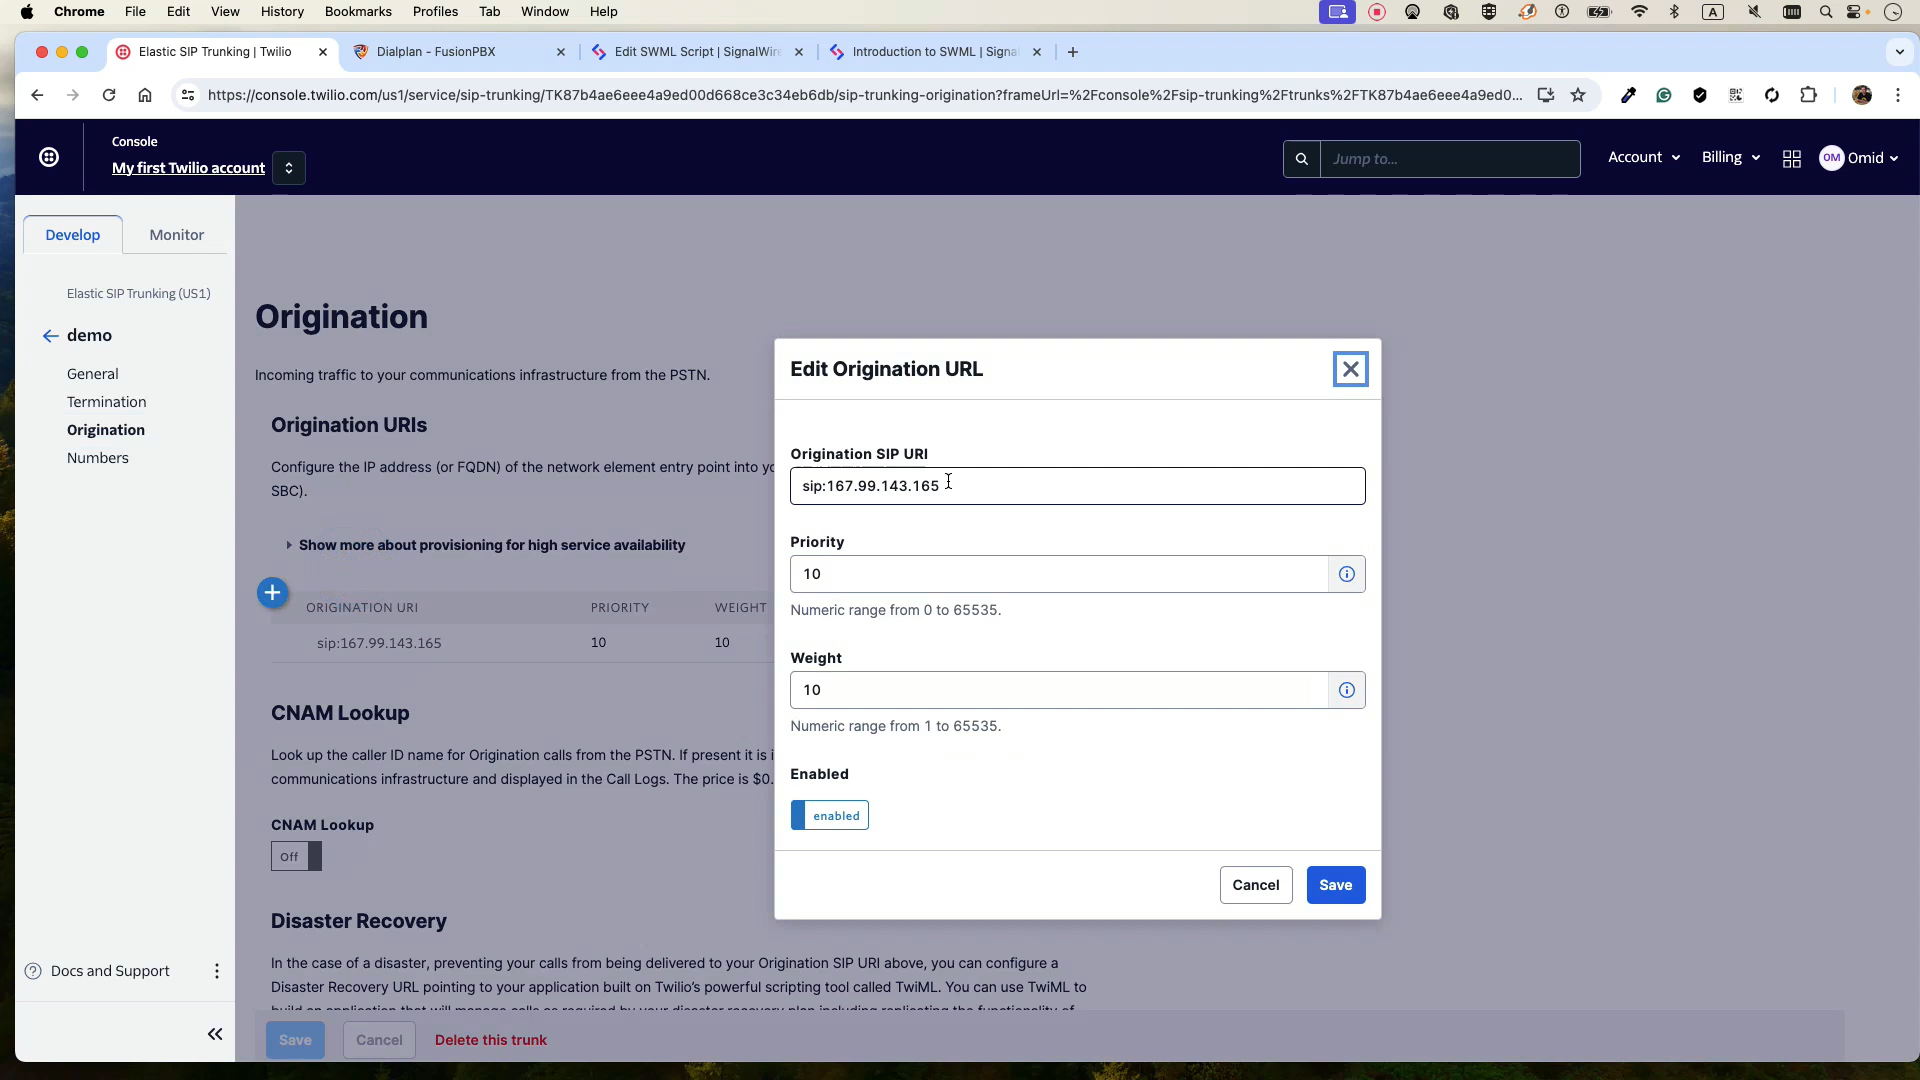 Chrome File Edit View History Bookmarks Profiles Tab Window Help A
Elastic SIP Trunking | Twilio
Dialplan - FusionPBX
Edit SWML Script | SignalWire
Introduction to SWML | Signa
https://console.twilio.com/us1/service/sip-trunking/TK87b4ae6eee4a9ed00d668ce3c34eb6db/sip-trunking-origination?frameUrl=%2Fconsole%2Fsip-trunking%2Ftrunks%2FTK87b4ae6eee4a9ed0...
Console
My first Twilio account
Jump to...
Account
Billing
OM
Omid
Develop
Monitor
Elastic SIP Trunking (US1)
demo
General
Termination
Origination
Numbers
Docs and Support
Origination
Incoming traffic to your communications infrastructure from the PSTN.
Origination URIs
Configure the IP address (or FQDN) of the network element entry point into yo
SBC).
Show more about provisioning for high service availability
ORIGINATION URI PRIORITY WEIGHT
sip:167.99.143.165 10 10
CNAM Lookup
Look up the caller ID name for Origination calls from the PSTN. If present it is i
communications infrastructure and displayed in the Call Logs. The price is $0.
CNAM Lookup
Off
Disaster Recovery
In the case of a disaster, preventing your calls from being delivered to your Origination SIP URI above, you can configure a
Disaster Recovery URL pointing to your application built on Twilio's powerful scripting tool called TwiML. You can use TwiML to
build an application that will manage calls as required by your disaster recovery plan including replicating the functionality of
Save
Cancel
Delete this trunk
Edit Origination URL
Origination SIP URI
sip:167.99.143.165
Priority
10
Numeric range from 0 to 65535.
Weight
10
Numeric range from 1 to 65535.
Enabled
enabled
Cancel
Save